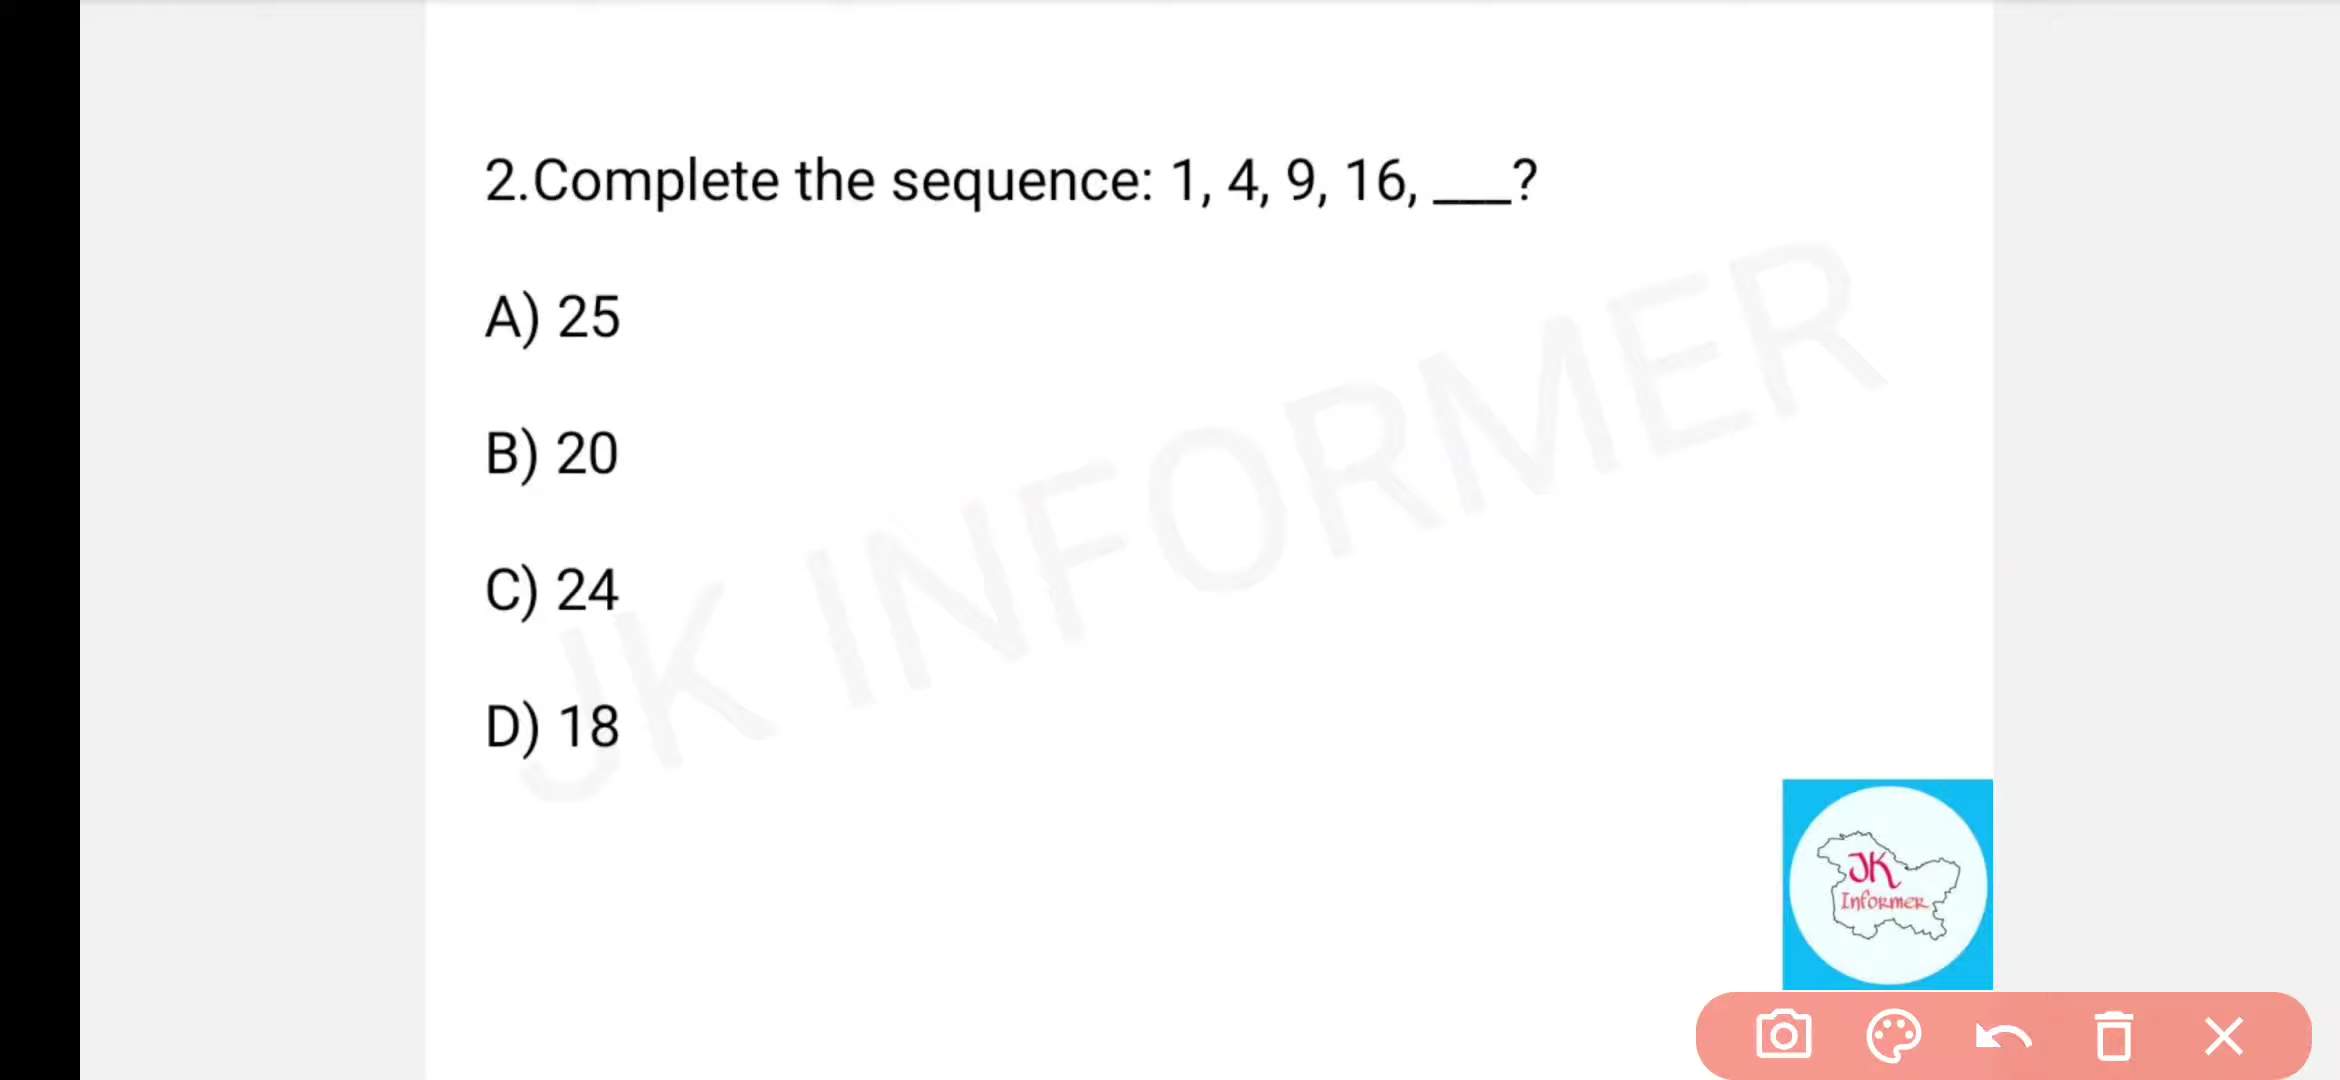 2.Complete the sequence: 1, 4, 9, 16, ___?
A) 25
B) 20
C) 24
D) 18
JK INFORMER
JK
Informer